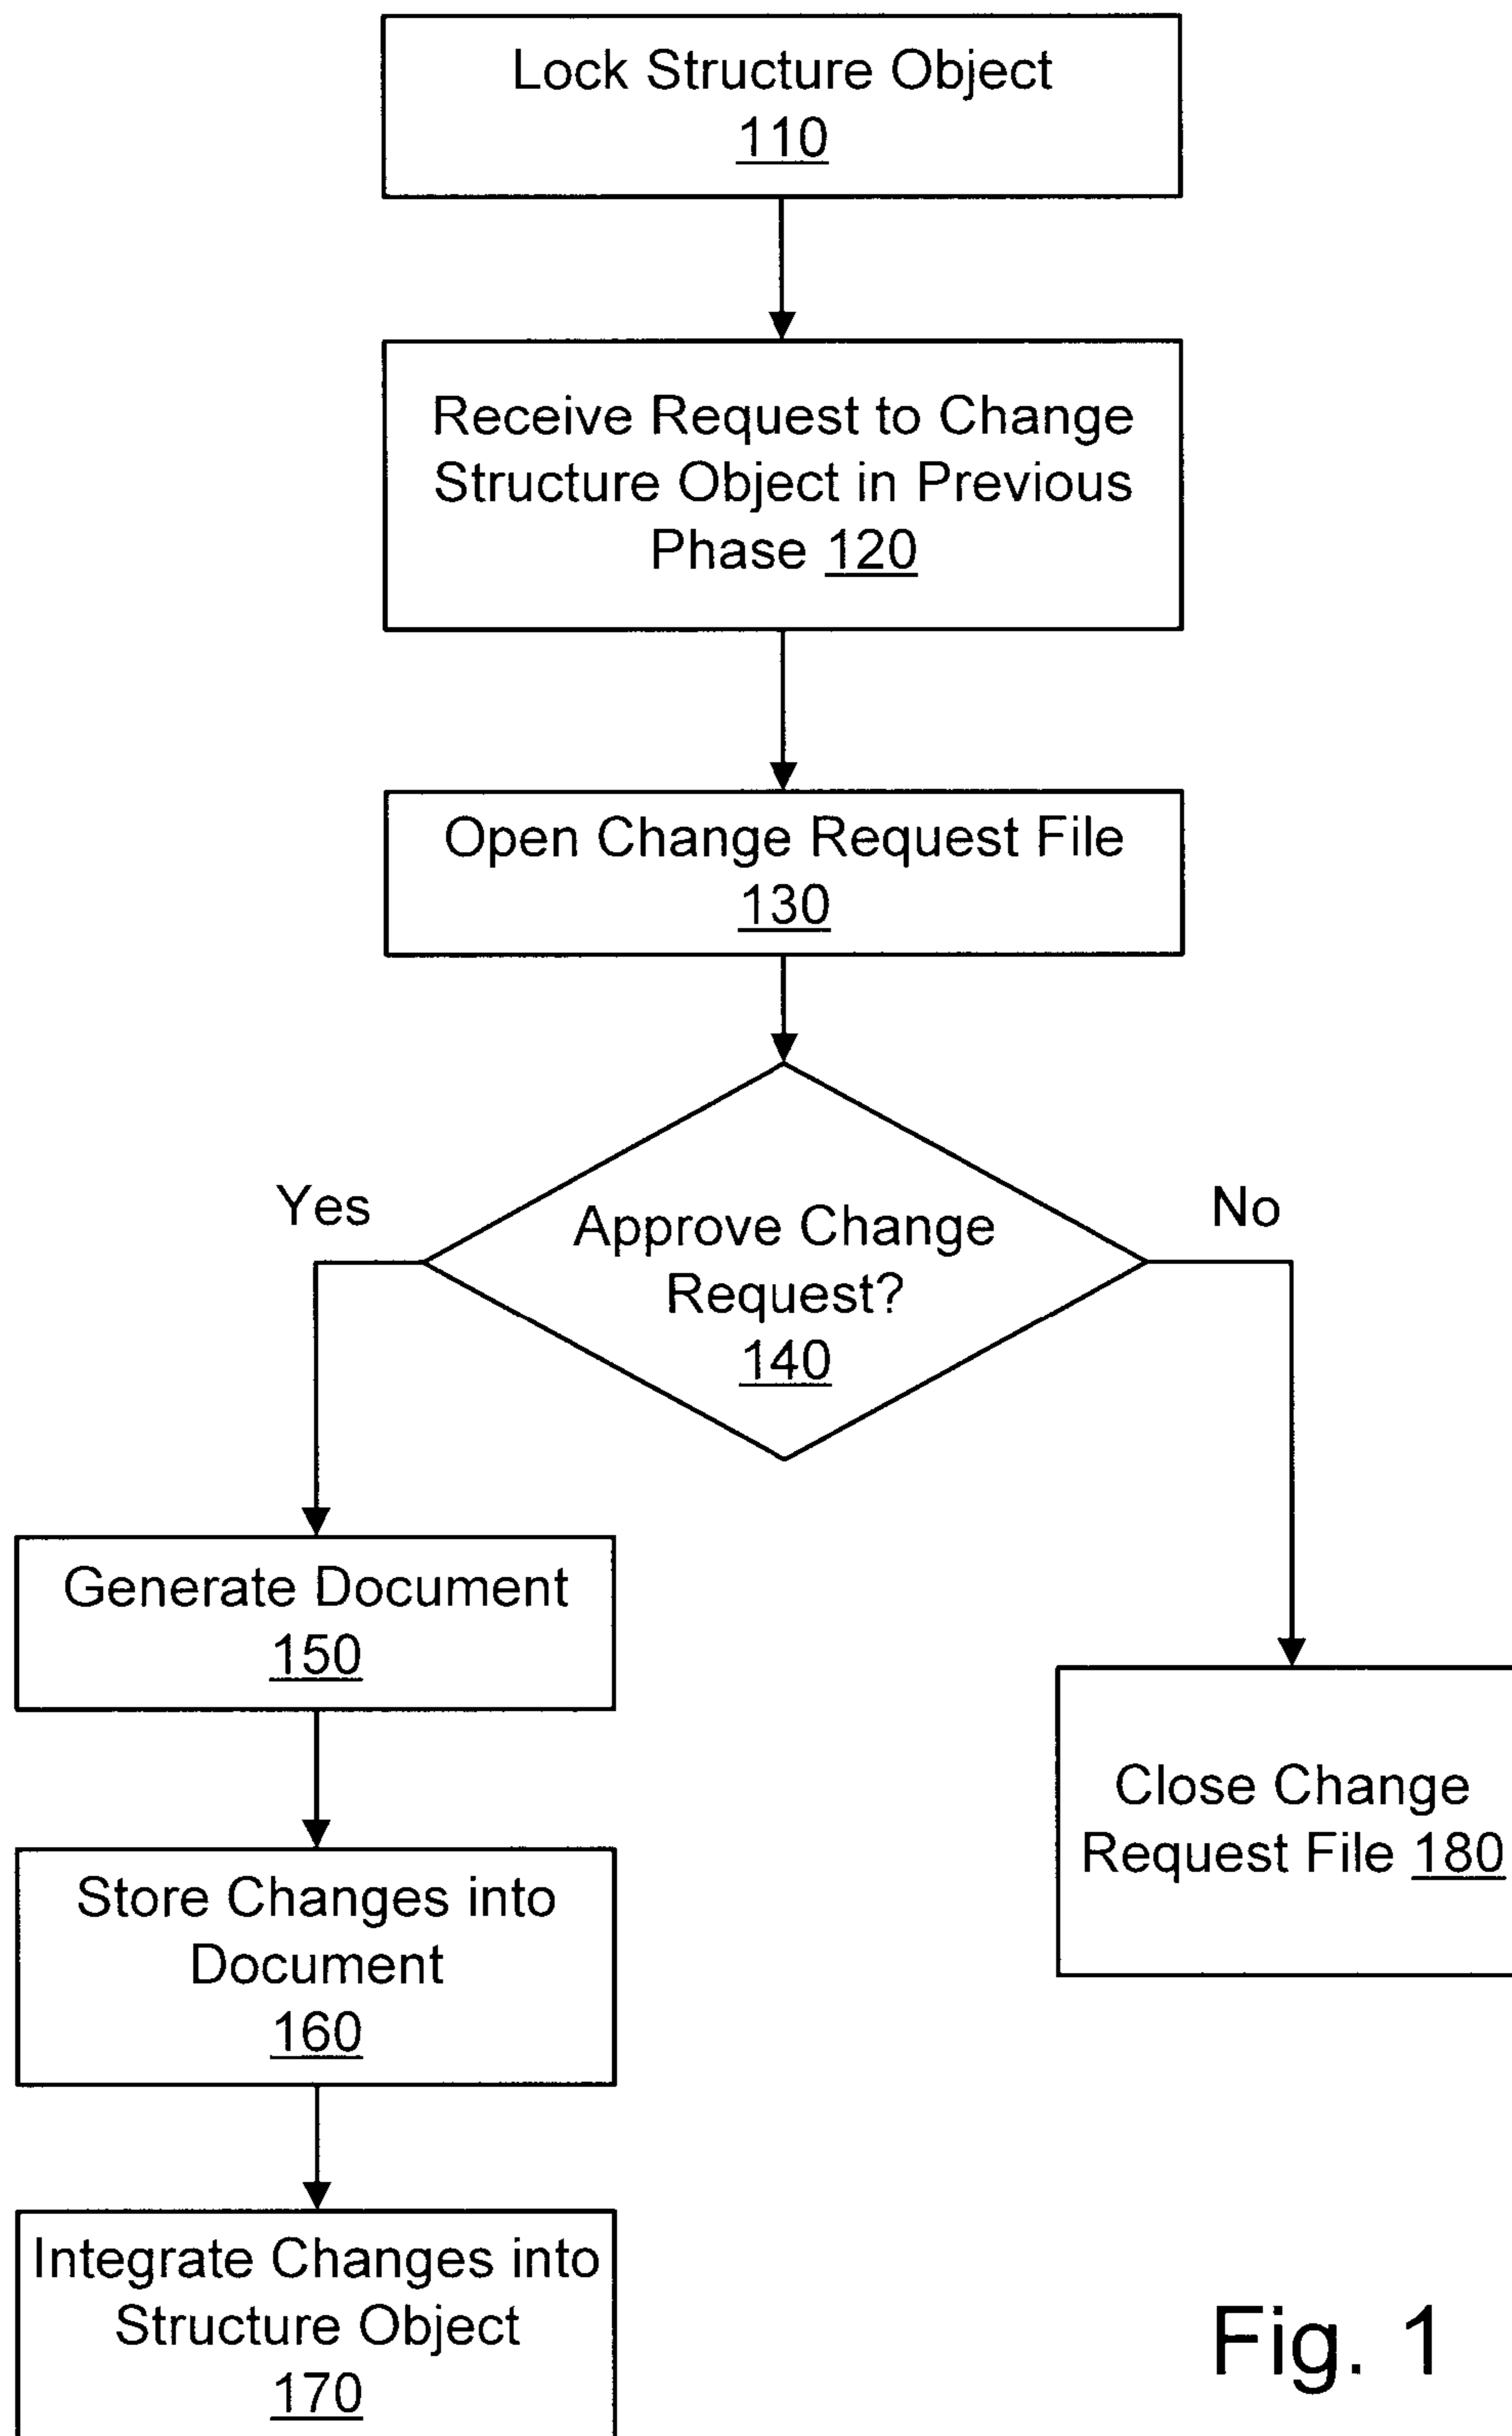 Lock Structure Object
110
Receive Request to Change
Structure Object in Previous
Phase 120
Open Change Request File
130
Approve Change
Request?
140
Yes
No
Generate Document
150
Store Changes into
Document
160
Integrate Changes into
Structure Object
170
Close Change
Request File 180
Fig. 1